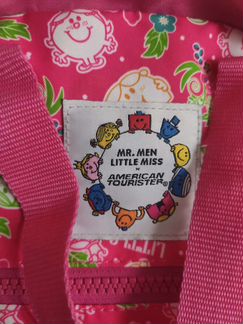 MR. MEN
LITTLE MISS
×
AMERICAN
TOURISTER®